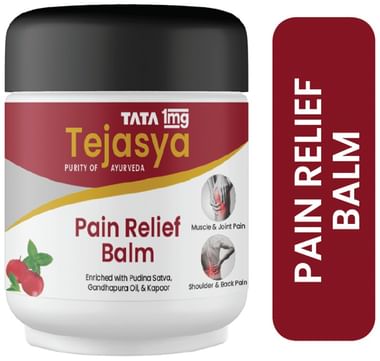 TATA 1mg
Tejasya
PURITY OF AYURVEDA
Pain Relief
Balm
Enriched with Pudina Satva,
Gandhapura Oil, & Kapoor
Muscle & Joint Pain
Shoulder & Back Pain
PAIN RELIEF
BALM